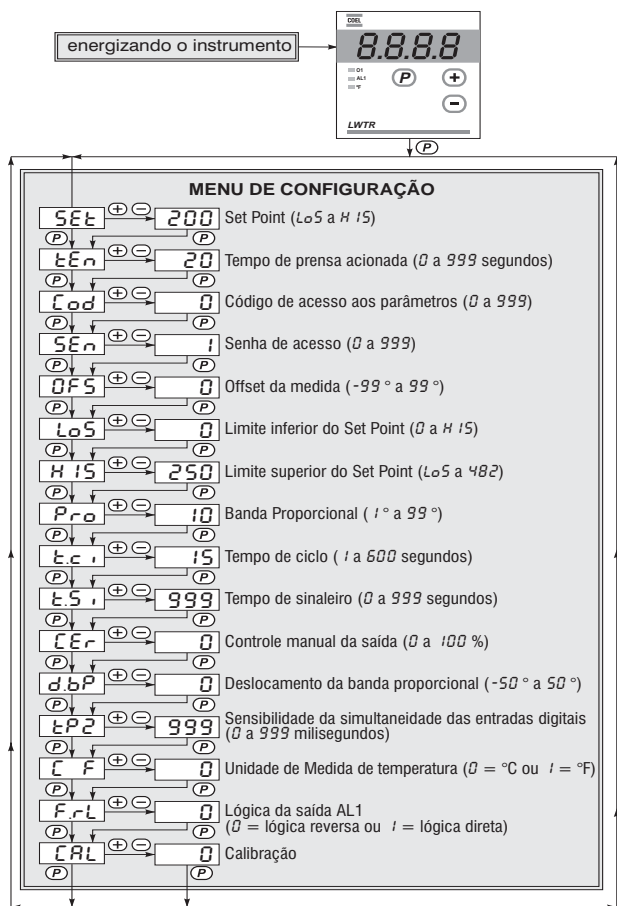 energizando o instrumento
COEL
8.8.8.8
O1
AL1
°F
P
+
-
LWTR
P
MENU DE CONFIGURAÇÃO
SEt + - 200 Set Point (LoS a HIS)
P P
tEn + - 20 Tempo de prensa acionada (0 a 999 segundos)
P P
Cod + - 0 Código de acesso aos parâmetros (0 a 999)
P P
SEn + - 1 Senha de acesso (0 a 999)
P P
OFS + - 0 Offset da medida (-99 ° a 99 °)
P P
LoS + - 0 Limite inferior do Set Point (0 a HIS)
P P
HIS + - 250 Limite superior do Set Point (LoS a 482)
P P
Pro + - 10 Banda Proporcional ( 1° a 99 °)
P P
t.ci + - 15 Tempo de ciclo ( 1 a 600 segundos)
P P
t.Si + - 999 Tempo de sinaleiro (0 a 999 segundos)
P P
CEr + - 0 Controle manual da saída (0 a 100 %)
P P
d.bP + - 0 Deslocamento da banda proporcional (-50 ° a 50 °)
P P
tP2 + - 999 Sensibilidade da simultaneidade das entradas digitais
(0 a 999 milisegundos)
P P
C F + - 0 Unidade de Medida de temperatura (0 = °C ou 1 = °F)
P P
F.rL + - 0 Lógica da saída AL1
(0 = lógica reversa ou 1 = lógica direta)
P P
CAL + - 0 Calibração
P P